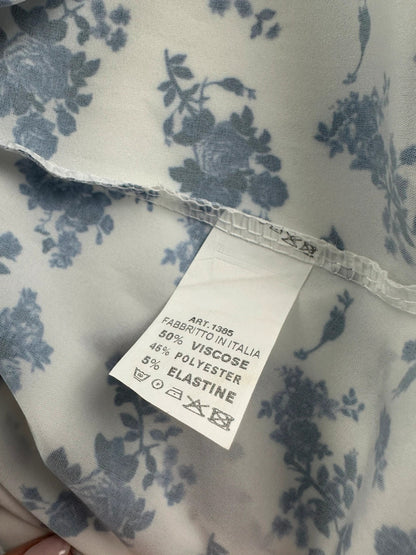 ART. 1385
FABBRITTO IN ITALIA
50% VISCOSE
45% POLYESTER
5% ELASTINE